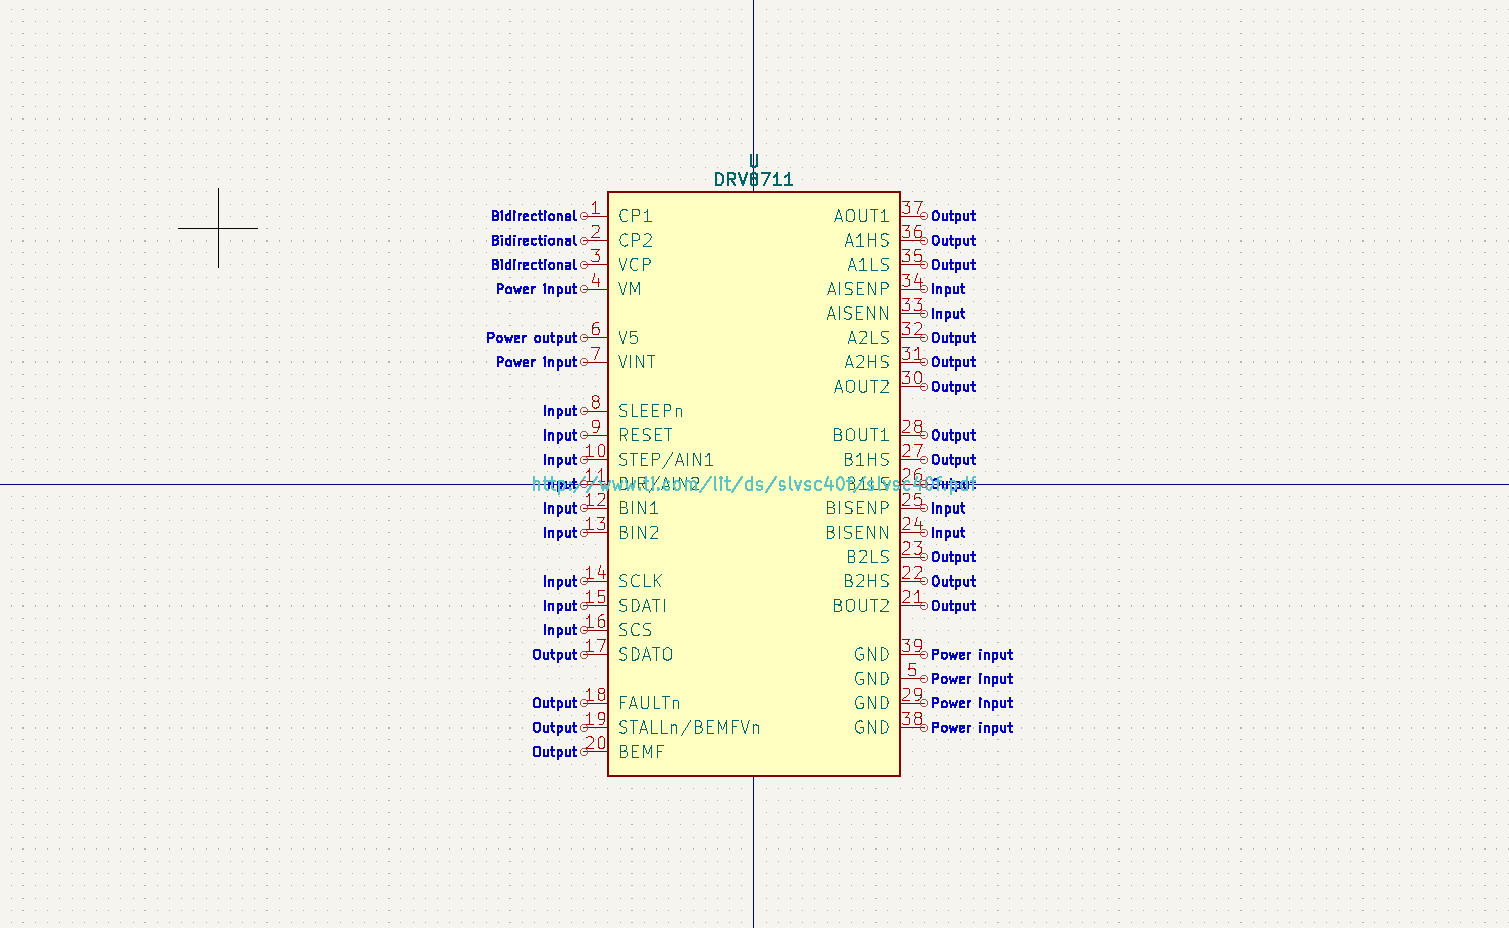 U
DRV8711
Bidirectional 1 CP1 AOUT1 37 Output
Bidirectional 2 CP2 A1HS 36 Output
Bidirectional 3 VCP A1LS 35 Output
Power input 4 VM AISENP 34 Input
AISENN 33 Input
Power output 6 V5 A2LS 32 Output
Power input 7 VINT A2HS 31 Output
AOUT2 30 Output
Input 8 SLEEPn
Input 9 RESET BOUT1 28 Output
Input 10 STEP/AIN1 B1HS 27 Output
Input 11 DIR/AIN2 B1LS 26 Output
http://www.ti.com/lit/ds/slvsc40f/slvsc40f.pdf
Input 12 BIN1 BISENP 25 Input
Input 13 BIN2 BISENN 24 Input
B2LS 23 Output
Input 14 SCLK B2HS 22 Output
Input 15 SDATI BOUT2 21 Output
Input 16 SCS
Output 17 SDATO GND 39 Power input
GND 5 Power input
Output 18 FAULTn GND 29 Power input
Output 19 STALLn/BEMFVn GND 38 Power input
Output 20 BEMF